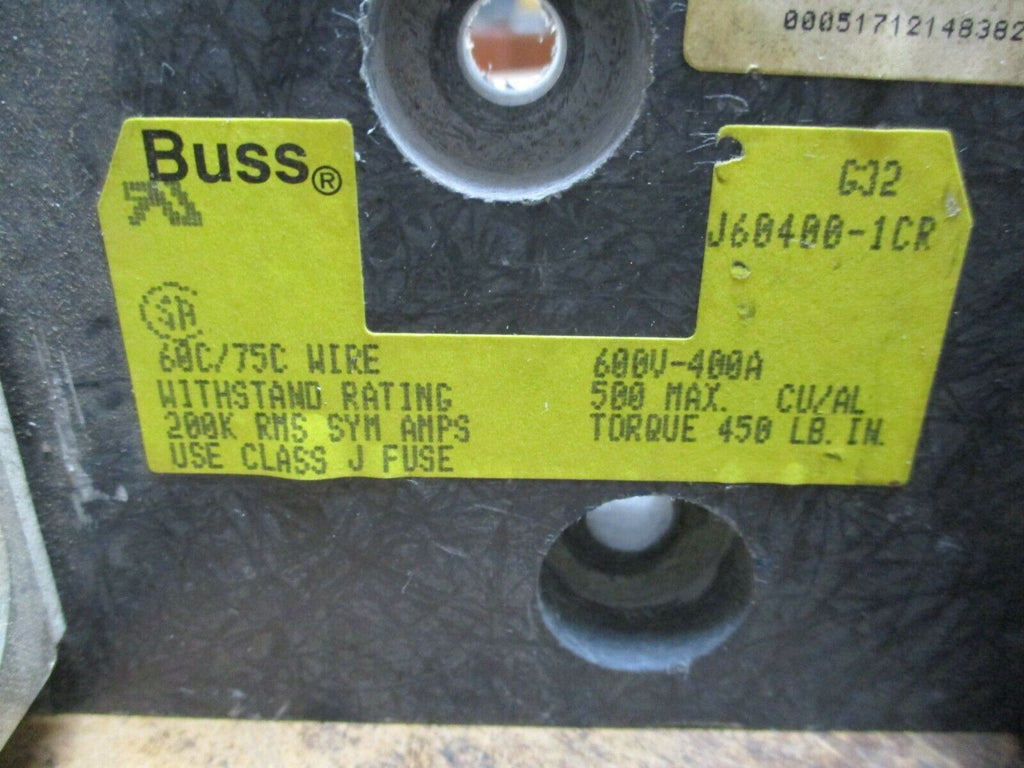 00051712148382
Buss®
G32
J60400-1CR
60C/75C WIRE
WITHSTAND RATING
200K RMS SYM AMPS
USE CLASS J FUSE
600V-400A
500 MAX. CU/AL
TORQUE 450 LB. IN.